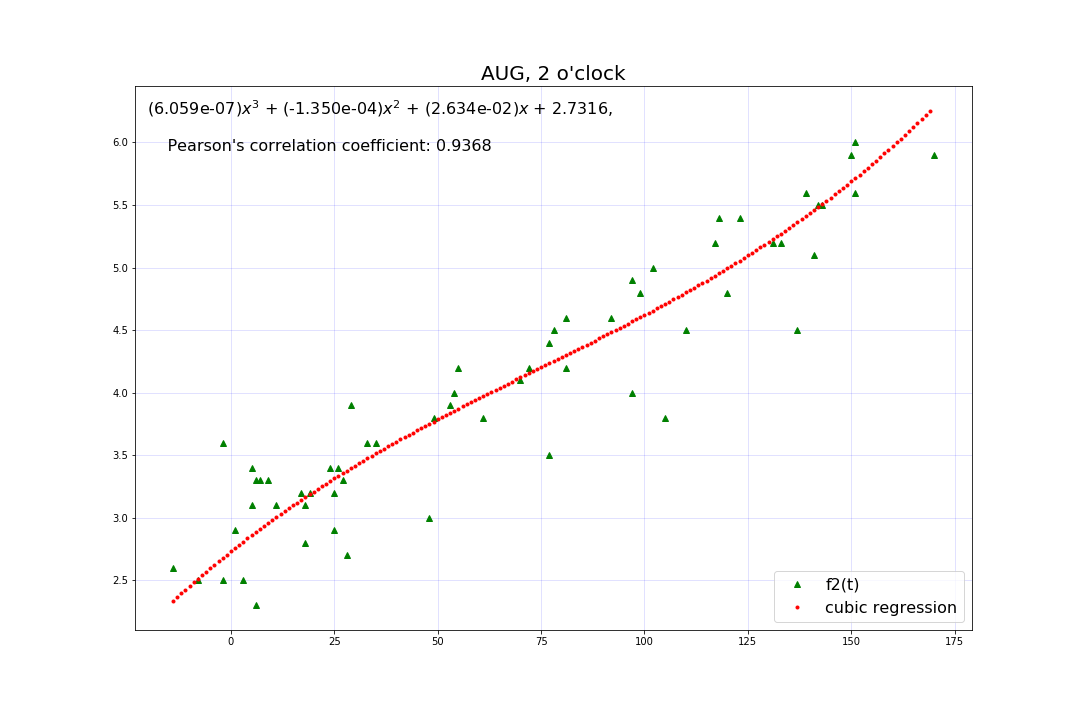 AUG, 2 o'clock
(6.059e-07)x³ + (-1.350e-04)x² + (2.634e-02)x + 2.7316,
Pearson's correlation coefficient: 0.9368
6.0
5.5
5.0
4.5
4.0
3.5
3.0
2.5
f2(t)
cubic regression
0 25 50 75 100 125 150 175